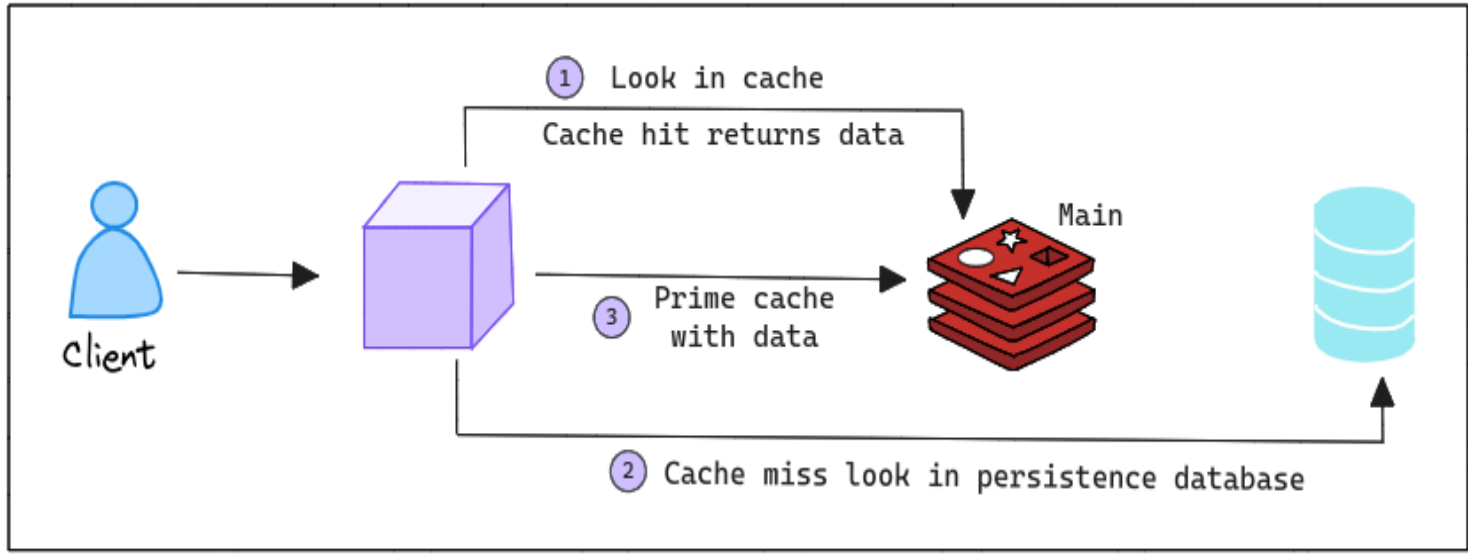 1 Look in cache
Cache hit returns data
Main
Client
3 Prime cache
with data
2 Cache miss look in persistence database